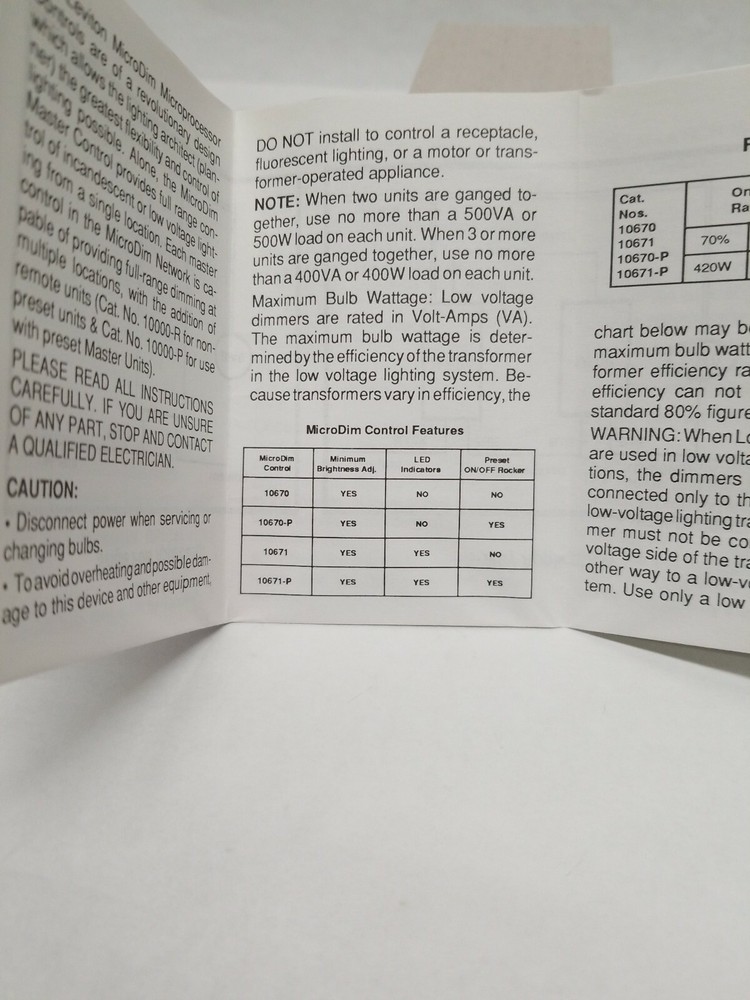 Leviton MicroDim Microprocessor
controls are of a revolutionary design
which allows the lighting architect (plan-
ner) the greatest flexibility and control of
lighting possible. Alone, the MicroDim
Master Control provides full range con-
trol of incandescent or low voltage light-
ing from a single location. Each master
control in the MicroDim Network is ca-
pable of providing full-range dimming at
multiple locations, with the addition of
remote units (Cat. No. 10000-R for non-
preset units & Cat. No. 10000-P for use
with preset Master Units).
PLEASE READ ALL INSTRUCTIONS
CAREFULLY. IF YOU ARE UNSURE
OF ANY PART, STOP AND CONTACT
A QUALIFIED ELECTRICIAN.
CAUTION:
• Disconnect power when servicing or
changing bulbs.
• To avoid overheating and possible dam-
age to this device and other equipment,
DO NOT install to control a receptacle,
fluorescent lighting, or a motor or trans-
former-operated appliance.
NOTE: When two units are ganged to-
gether, use no more than a 500VA or
500W load on each unit. When 3 or more
units are ganged together, use no more
than a 400VA or 400W load on each unit.
Maximum Bulb Wattage: Low voltage
dimmers are rated in Volt-Amps (VA).
The maximum bulb wattage is deter-
mined by the efficiency of the transformer
in the low voltage lighting system. Be-
cause transformers vary in efficiency, the
MicroDim Control Features
MicroDim Control Minimum Brightness Adj. LED Indicators Preset ON/OFF Rocker
10670 YES NO NO
10670-P YES NO YES
10671 YES YES NO
10671-P YES YES YES
Cat.
Nos.
10670
10671
10670-P
10671-P
On
Ra
70%
420W
chart below may be
maximum bulb watt
former efficiency ra
efficiency can not
standard 80% figure
WARNING: When Lo
are used in low volta
tions, the dimmers
connected only to th
low-voltage lighting tra
mer must not be co
voltage side of the tra
other way to a low-vo
tem. Use only a low